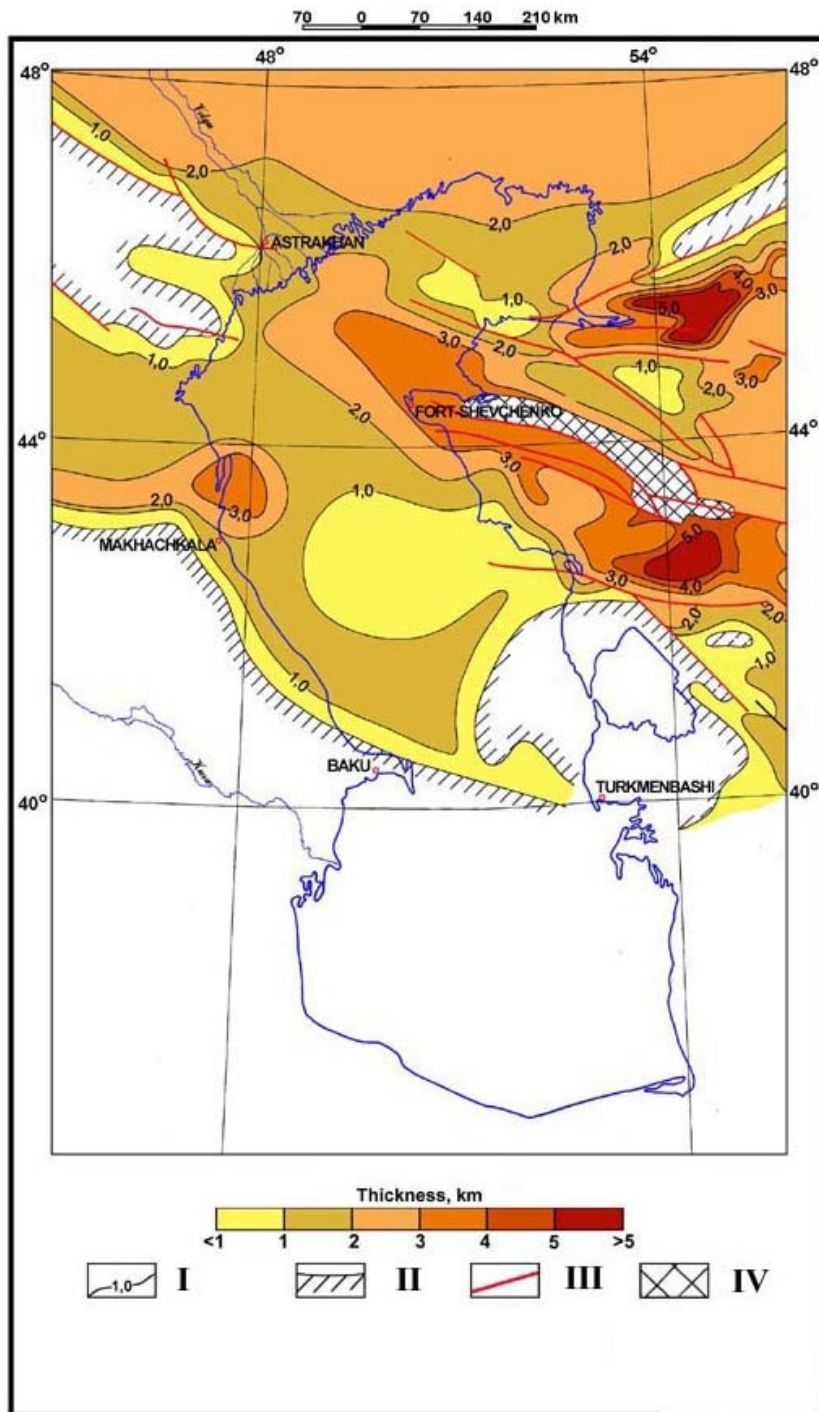 70 0 70 140 210 km
48° 54°
48° 48°
Volga
1,0
2,0
2,0
2,0
2,0
ASTRAKHAN
4,0
3,0
5,0
1,0
3,0
2,0
1,0
1,0
2,0
3,0
2,0
FORT-SHEVCHENKO
44° 44°
3,0
1,0
2,0
3,0
5,0
MAKHACHKALA
3,0
4,0
2,0
2,0
1,0
1,0
Kura
BAKU
TURKMENBASHI
40° 40°
Thickness, km
<1 1 2 3 4 5 >5
1,0 I II III IV